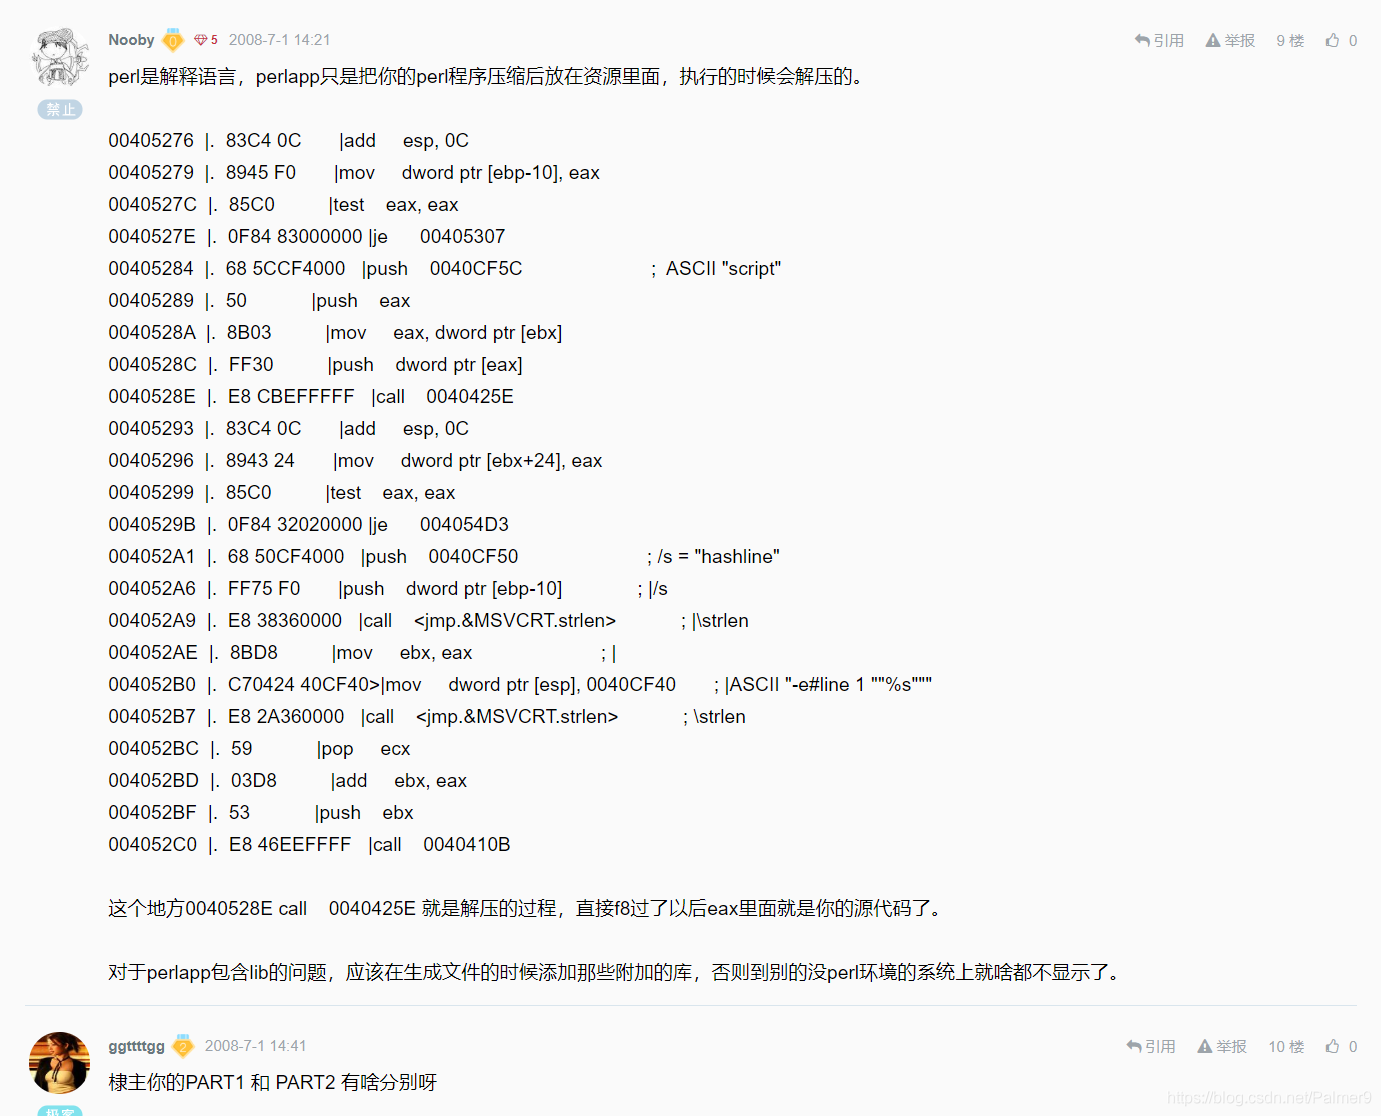 Nooby 0 5 2008-7-1 14:21 引用 举报 9 楼 0
禁止
perl是解释语言，perlapp只是把你的perl程序压缩后放在资源里面，执行的时候会解压的。
00405276 |. 83C4 0C |add esp, 0C
00405279 |. 8945 F0 |mov dword ptr [ebp-10], eax
0040527C |. 85C0 |test eax, eax
0040527E |. 0F84 83000000 |je 00405307
00405284 |. 68 5CCF4000 |push 0040CF5C ; ASCII "script"
00405289 |. 50 |push eax
0040528A |. 8B03 |mov eax, dword ptr [ebx]
0040528C |. FF30 |push dword ptr [eax]
0040528E |. E8 CBEFFFFF |call 0040425E
00405293 |. 83C4 0C |add esp, 0C
00405296 |. 8943 24 |mov dword ptr [ebx+24], eax
00405299 |. 85C0 |test eax, eax
0040529B |. 0F84 32020000 |je 004054D3
004052A1 |. 68 50CF4000 |push 0040CF50 ; /s = "hashline"
004052A6 |. FF75 F0 |push dword ptr [ebp-10] ; |/s
004052A9 |. E8 38360000 |call <jmp.&MSVCRT.strlen> ; |\strlen
004052AE |. 8BD8 |mov ebx, eax ; |
004052B0 |. C70424 40CF40>|mov dword ptr [esp], 0040CF40 ; |ASCII "-e#line 1 ""%s"""
004052B7 |. E8 2A360000 |call <jmp.&MSVCRT.strlen> ; \strlen
004052BC |. 59 |pop ecx
004052BD |. 03D8 |add ebx, eax
004052BF |. 53 |push ebx
004052C0 |. E8 46EEFFFF |call 0040410B
这个地方0040528E call 0040425E 就是解压的过程，直接f8过了以后eax里面就是你的源代码了。
对于perlapp包含lib的问题，应该在生成文件的时候添加那些附加的库，否则到别的没perl环境的系统上就啥都不显示了。
ggttttgg 2 2008-7-1 14:41 引用 举报 10 楼 0
棣主你的PART1 和 PART2 有啥分别呀
极客
https://blog.csdn.net/Palmer9